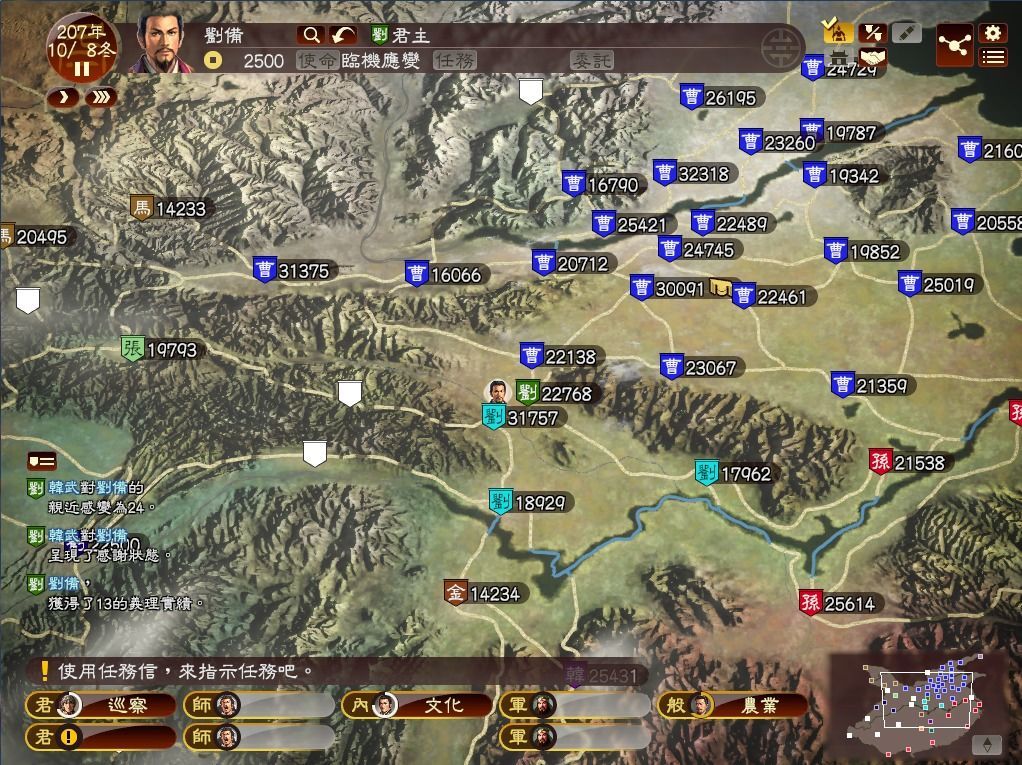 207年
10/ 8冬
劉備
劉 君主
2500 使命 臨機應變 任務 委託
曹 24729
曹 26195
曹 19787
曹 23260
曹 2160
曹 32318
曹 19342
曹 16790
馬 14233
曹 25421
曹 22489
曹 20558
馬 20495
曹 24745
曹 19852
曹 20712
曹 31375
曹 16066
曹 30091
曹 22461
曹 25019
張 19793
曹 22138
曹 23067
曹 21359
劉 22768
劉 31757
孫
孫 21538
劉 17962
劉 18929
劉 韓武對劉備的
親近感變為24。
劉 韓武對劉備
呈現了感謝狀態。
劉 劉備，
獲得了13的義理實績。
金 14234
孫 25614
！使用任務信，來指示任務吧。
韓 25431
君 巡察
師
內 文化
軍
般 農業
君
師
軍